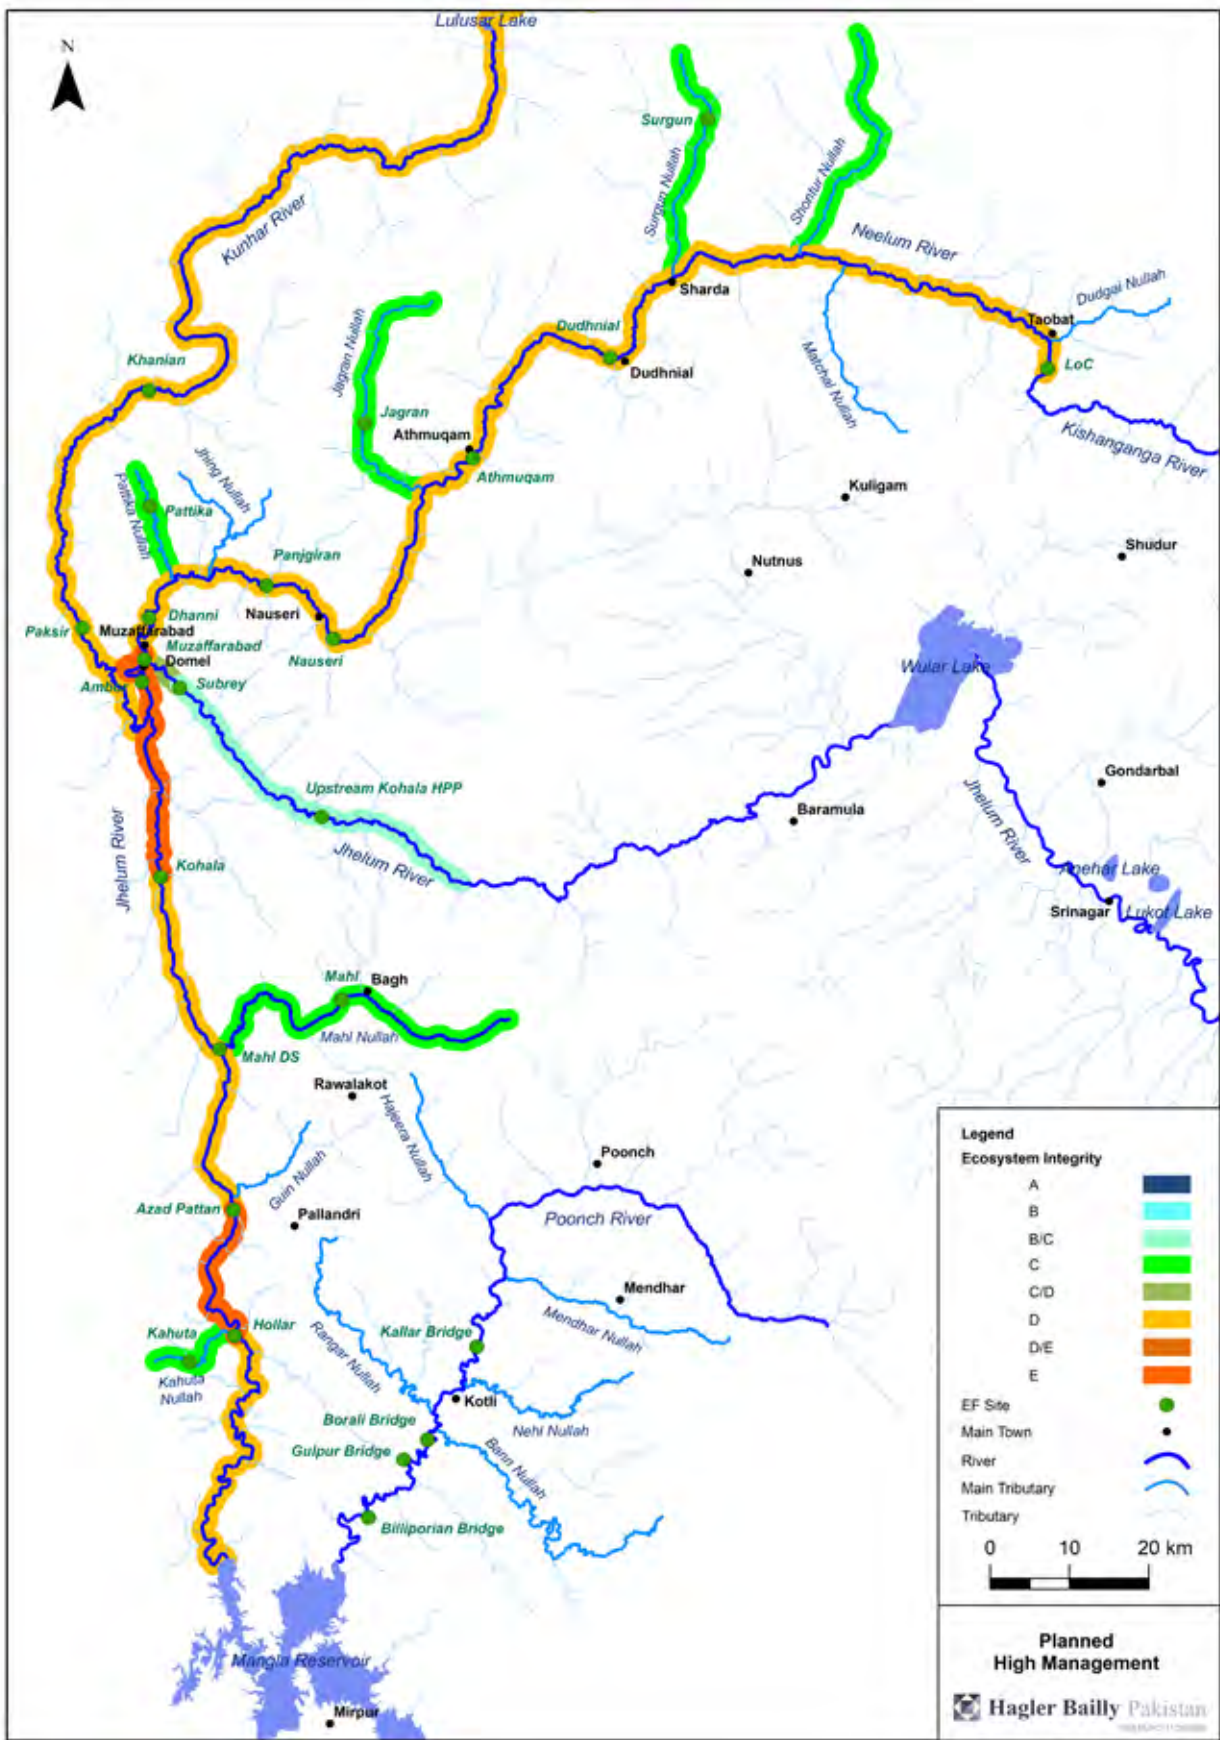 Lulusar Lake
N
Surgun
Surgun Nullah
Shontur Nullah
Kunhar River
Neelum River
Sharda
Dudgai Nullah
Taobat
LoC
Jagran Nullah
Dudhnial
Dudhnial
Matchal Nullah
Khanian
Jagran
Athmuqam
Athmuqam
Kishanganga River
Jhing Nullah
Pattika Nullah
Pattika
Kuligam
Shudur
Nutnus
Panjgiran
Nauseri
Nauseri
Dhanni
Paksir
Muzaffarabad
Muzaffarabad
Domel
Subrey
Wular Lake
Upstream Kohala HPP
Jhelum River
Baramula
Gondarbal
Jhelum River
Jhelum River
Kohala
Srinagar
Lukot Lake
Mahl
Bagh
Mahl Nullah
Mahl DS
Rawalakot
Hajeera Nullah
Guin Nullah
Poonch
Azad Pattan
Pallandri
Poonch River
Mendhar
Mendhar Nullah
Kahuta
Hollar
Kallar Bridge
Rangar Nullah
Kahuta
Nullah
Kotli
Nehl Nullah
Borali Bridge
Gulpur Bridge
Bann Nullah
Billiporian Bridge
Mangla Reservoir
Mirpur
Legend
Ecosystem Integrity
A
B
B/C
C
C/D
D
D/E
E
EF Site
Main Town
River
Main Tributary
Tributary
0 10 20 km
Planned
High Management
Hagler Bailly Pakistan